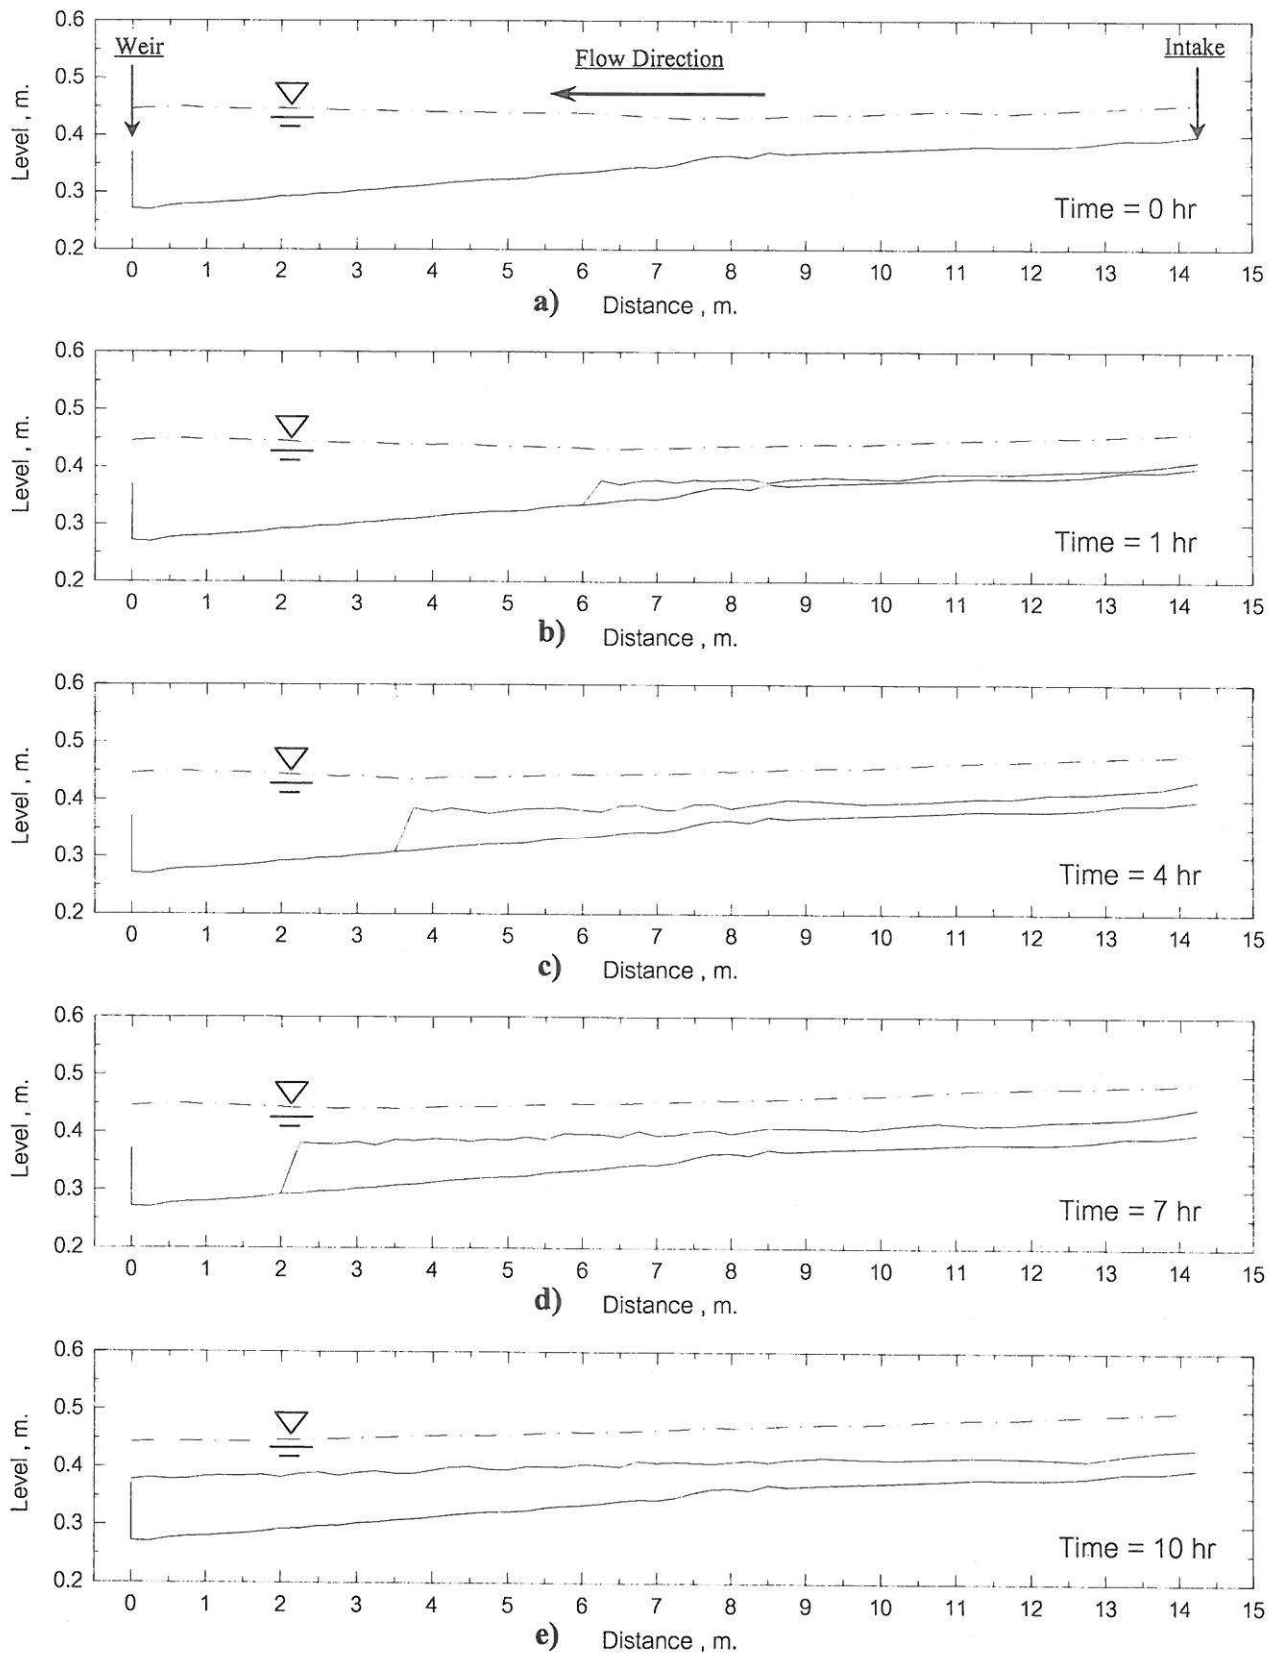 0.6
Weir
Flow Direction
Intake
0.5
0.4
0.3
0.2
Level , m.
Time = 0 hr
0 1 2 3 4 5 6 7 8 9 10 11 12 13 14 15
a) Distance , m.
0.6
0.5
0.4
0.3
0.2
Level , m.
Time = 1 hr
0 1 2 3 4 5 6 7 8 9 10 11 12 13 14 15
b) Distance , m.
0.6
0.5
0.4
0.3
0.2
Level , m.
Time = 4 hr
0 1 2 3 4 5 6 7 8 9 10 11 12 13 14 15
c) Distance , m.
0.6
0.5
0.4
0.3
0.2
Level , m.
Time = 7 hr
0 1 2 3 4 5 6 7 8 9 10 11 12 13 14 15
d) Distance , m.
0.6
0.5
0.4
0.3
0.2
Level , m.
Time = 10 hr
0 1 2 3 4 5 6 7 8 9 10 11 12 13 14 15
e) Distance , m.